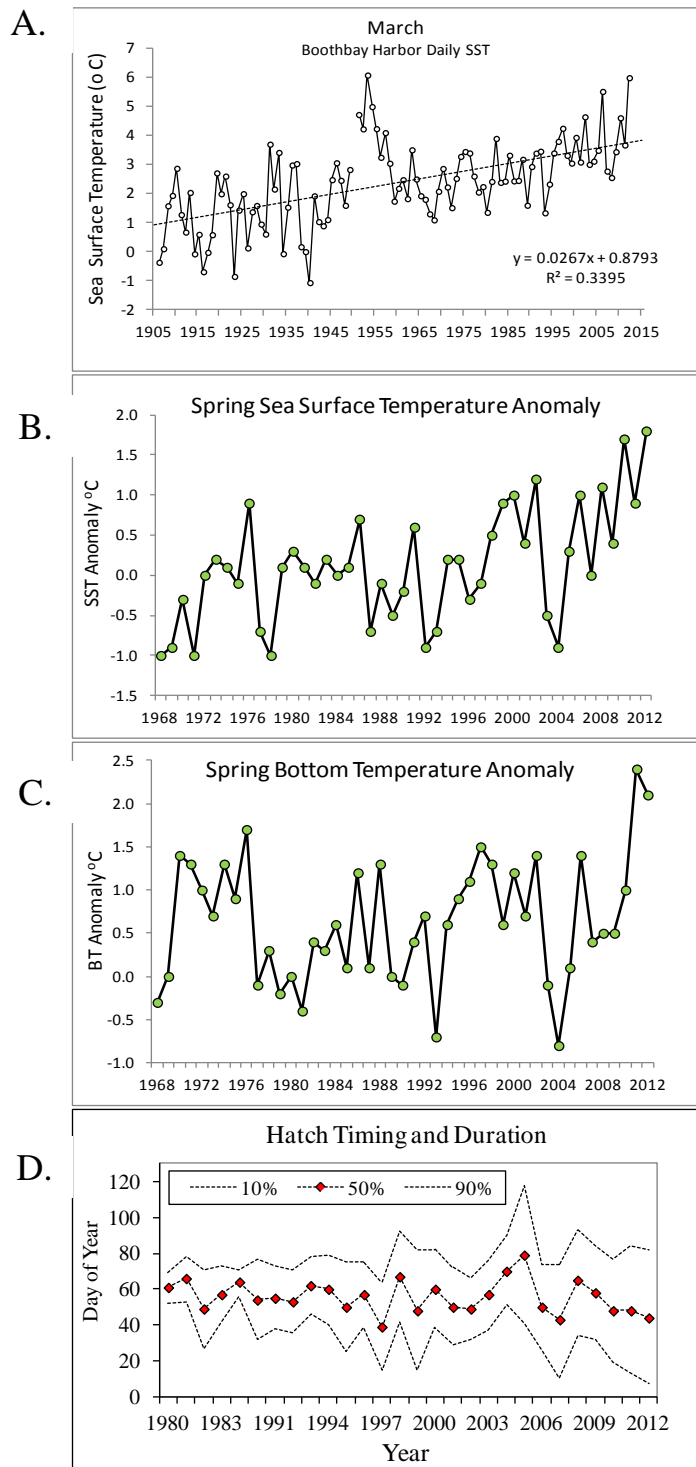 A.
March
Boothbay Harbor Daily SST
Sea Surface Temperature (o C)
7
6
5
4
3
2
1
0
-1
-2
y = 0.0267x + 0.8793
R² = 0.3395
1905 1915 1925 1935 1945 1955 1965 1975 1985 1995 2005 2015
B.
Spring Sea Surface Temperature Anomaly
SST Anomaly ºC
2.0
1.5
1.0
0.5
0.0
-0.5
-1.0
-1.5
1968 1972 1976 1980 1984 1988 1992 1996 2000 2004 2008 2012
C.
Spring Bottom Temperature Anomaly
BT Anomaly ºC
2.5
2.0
1.5
1.0
0.5
0.0
-0.5
-1.0
1968 1972 1976 1980 1984 1988 1992 1996 2000 2004 2008 2012
D.
Hatch Timing and Duration
10% 50% 90%
Day of Year
120
100
80
60
40
20
0
1980 1983 1991 1994 1997 2000 2003 2006 2009 2012
Year